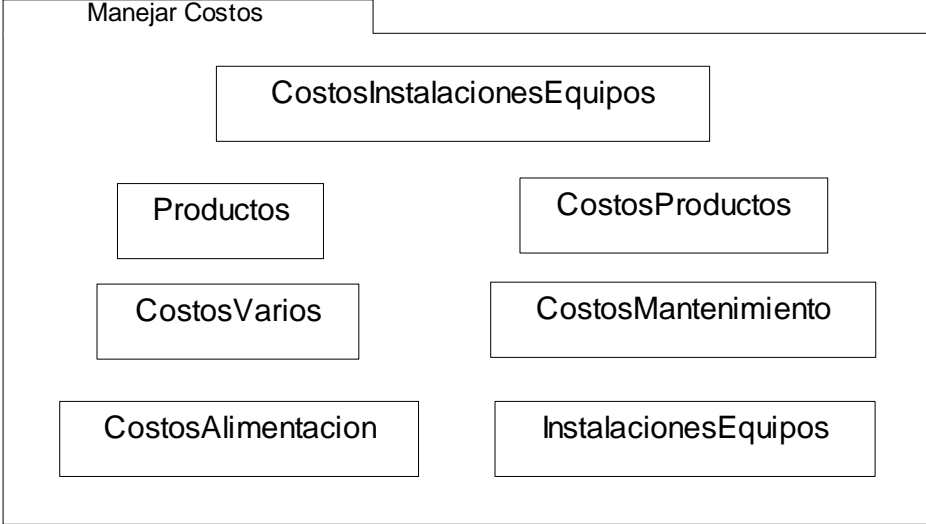 Manejar Costos
CostosInstalacionesEquipos
Productos
CostosProductos
CostosVarios
CostosMantenimiento
CostosAlimentacion
InstalacionesEquipos